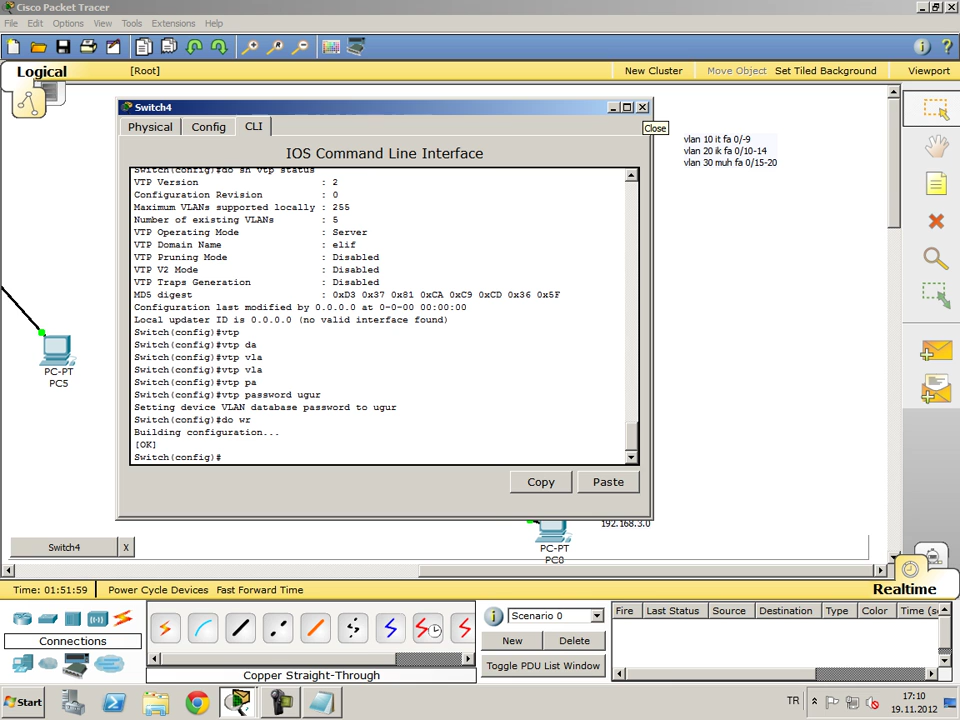 Cisco Packet Tracer
File Edit Options View Tools Extensions Help
Logical [Root] New Cluster Move Object Set Tiled Background Viewport
Switch4
Close
Physical Config CLI
IOS Command Line Interface
vlan 10 it fa 0/-9
vlan 20 ik fa 0/10-14
vlan 30 muh fa 0/15-20
Switch(config)#do sh vtp status
VTP Version : 2
Configuration Revision : 0
Maximum VLANs supported locally : 255
Number of existing VLANs : 5
VTP Operating Mode : Server
VTP Domain Name : elif
VTP Pruning Mode : Disabled
VTP V2 Mode : Disabled
VTP Traps Generation : Disabled
MD5 digest : 0xD3 0x37 0x81 0xCA 0xC9 0xCD 0x36 0x5F
Configuration last modified by 0.0.0.0 at 0-0-00 00:00:00
Local updater ID is 0.0.0.0 (no valid interface found)
Switch(config)#vtp
Switch(config)#vtp da
Switch(config)#vtp vla
Switch(config)#vtp vla
Switch(config)#vtp pa
Switch(config)#vtp password ugur
Setting device VLAN database password to ugur
Switch(config)#do wr
Building configuration...
[OK]
Switch(config)#
Copy Paste
PC-PT
PC5
192.168.3.0
PC-PT
PC8
Switch4 X
Time: 01:51:59 Power Cycle Devices Fast Forward Time Realtime
Connections
Copper Straight-Through
Scenario 0
New Delete
Toggle PDU List Window
Fire Last Status Source Destination Type Color Time (se
Start
TR
17:10
19.11.2012